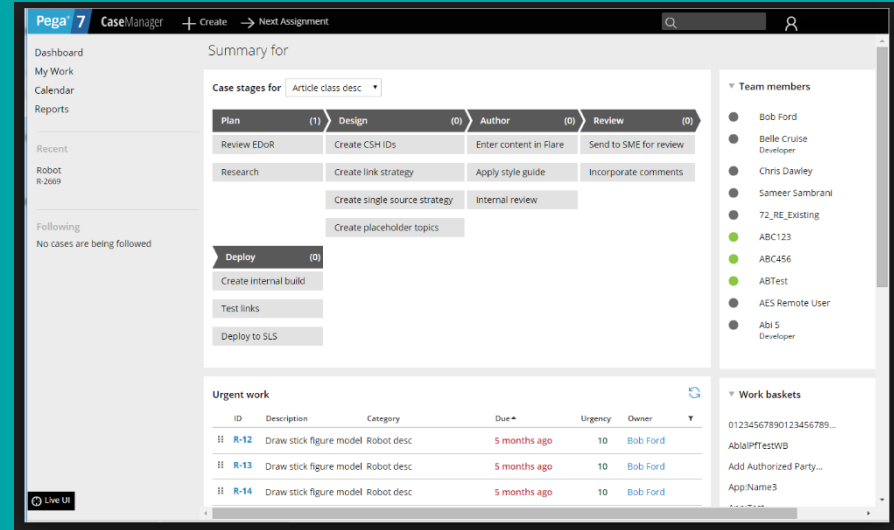 Pega 7 CaseManager + Create → Next Assignment
Dashboard
My Work
Calendar
Reports
Recent
Robot
R-2669
Following
No cases are being followed
Live UI
Summary for
Case stages for Article class desc
Plan (1) Design (0) Author (0) Review (0)
Review EDoR Create CSH IDs Enter content in Flare Send to SME for review
Research Create link strategy Apply style guide Incorporate comments
Create single source strategy Internal review
Create placeholder topics
Deploy (0)
Create internal build
Test links
Deploy to SLS
Urgent work
ID Description Category Due Urgency Owner
R-12 Draw stick figure model Robot desc 5 months ago 10 Bob Ford
R-13 Draw stick figure model Robot desc 5 months ago 10 Bob Ford
R-14 Draw stick figure model Robot desc 5 months ago 10 Bob Ford
Team members
Bob Ford
Belle Cruise
Developer
Chris Dawley
Sameer Sambrani
72_RE_Existing
ABC123
ABC456
ABTest
AES Remote User
Abi 5
Developer
Work baskets
01234567890123456789...
AblalPfTestWB
Add Authorized Party...
App:Name3